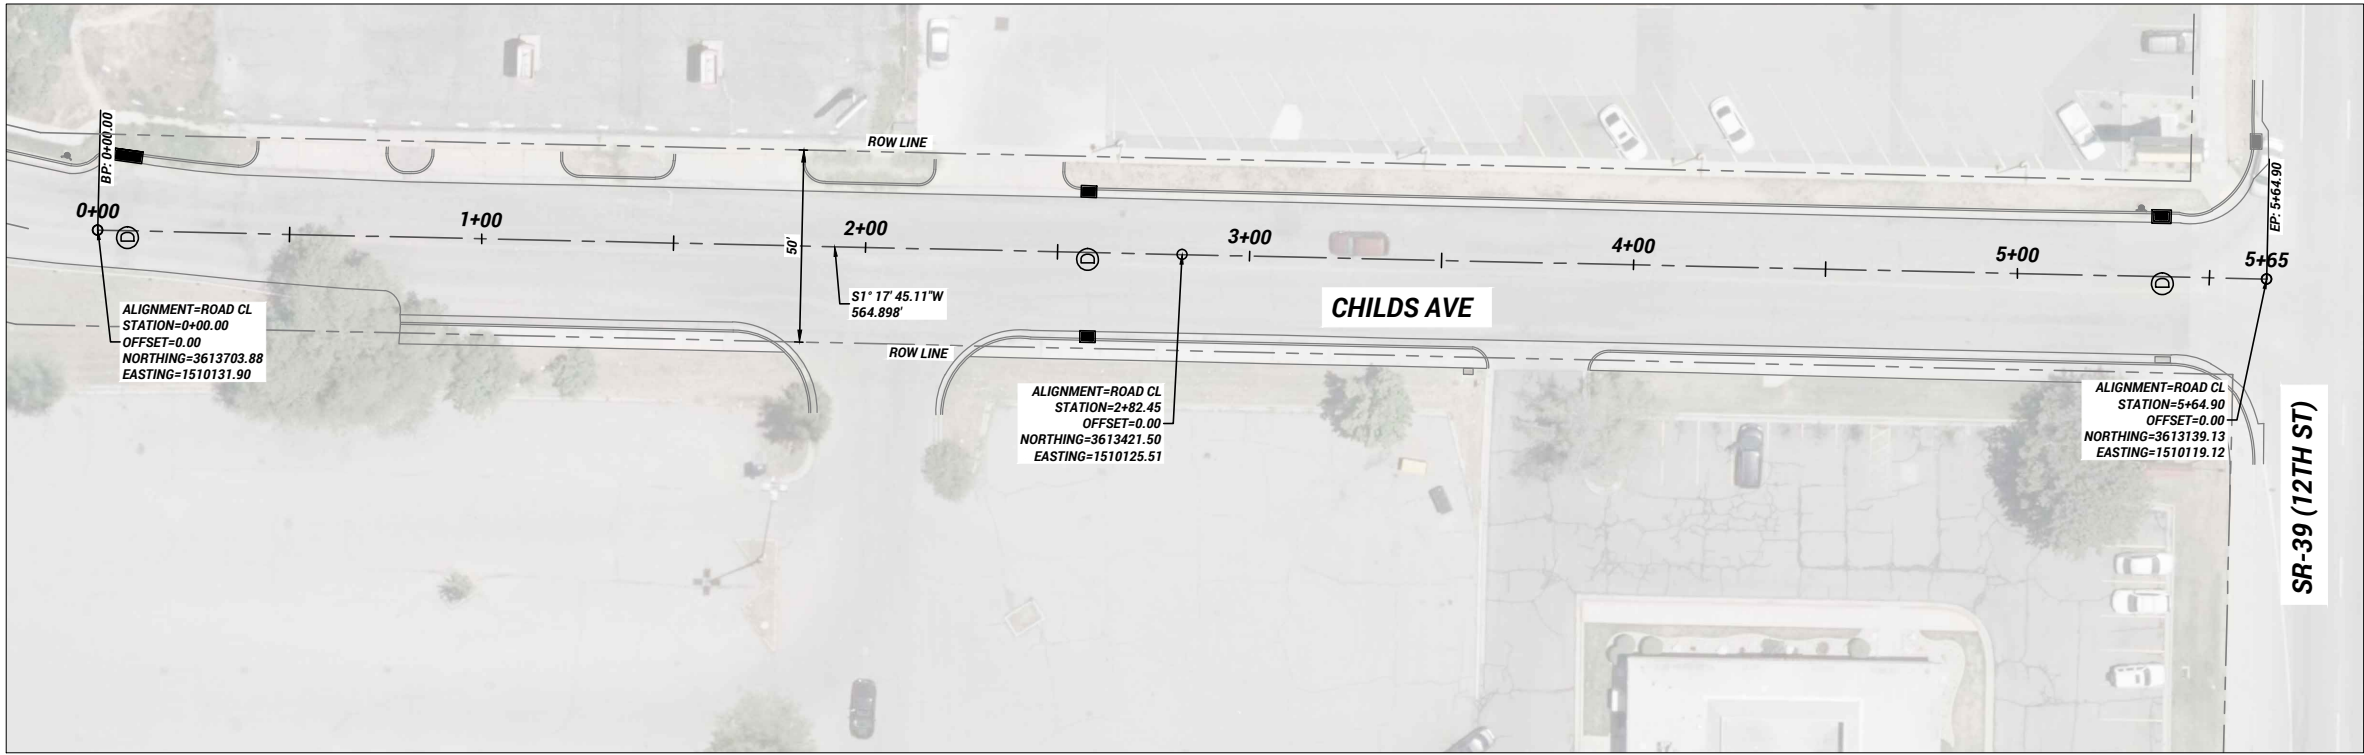 ROW LINE
BP: 0+00.00
EP: 5+64.90
0+00
1+00
2+00
3+00
4+00
5+00
5+65
50'
D
D
D
S1° 17' 45.11"W
564.898'
CHILDS AVE
ROW LINE
ALIGNMENT=ROAD CL
STATION=0+00.00
OFFSET=0.00
NORTHING=3613703.88
EASTING=1510131.90
ALIGNMENT=ROAD CL
STATION=2+82.45
OFFSET=0.00
NORTHING=3613421.50
EASTING=1510125.51
ALIGNMENT=ROAD CL
STATION=5+64.90
OFFSET=0.00
NORTHING=3613139.13
EASTING=1510119.12
SR-39 (12TH ST)